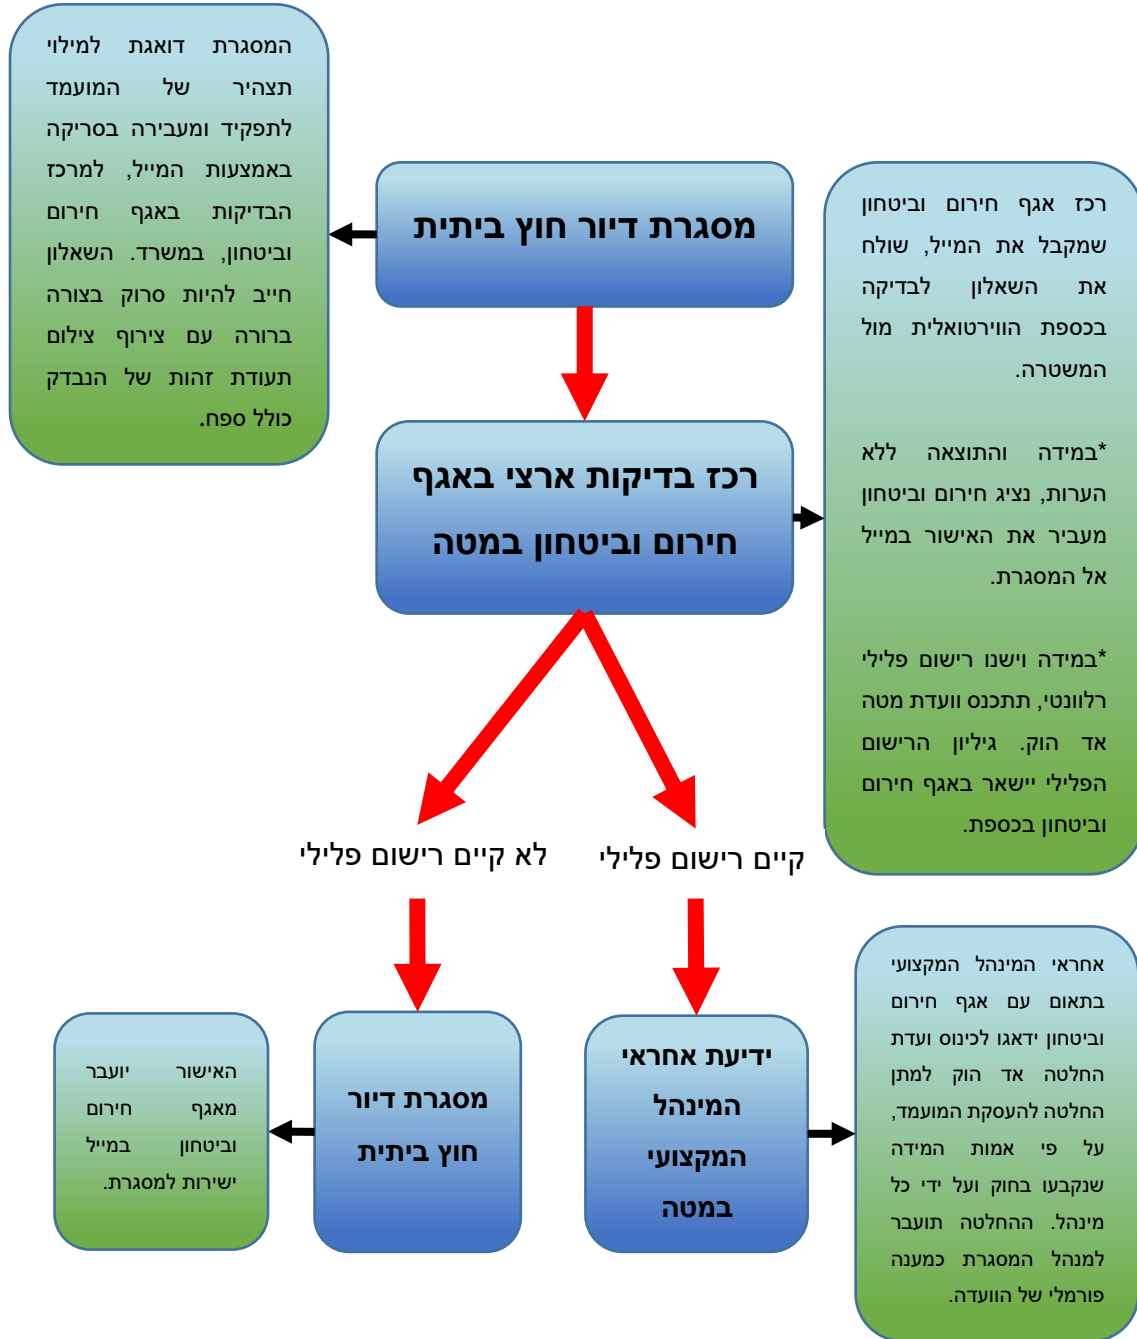 המסגרת דואגת למילוי
תצהיר של המועמד
לתפקיד ומעבירה בסריקה
באמצעות המייל, למרכז
הבדיקות באגף חירום
וביטחון, במשרד. השאלון
חייב להיות סרוק בצורה
ברורה עם צירוף צילום
תעודת זהות של הנבדק
כולל ספח.
מסגרת דיור חוץ ביתית
רכז אגף חירום וביטחון
שמקבל את המייל, שולח
את השאלון לבדיקה
בכספת הווירטואלית מול
המשטרה.
*במידה והתוצאה ללא
הערות, נציג חירום וביטחון
מעביר את האישור במייל
אל המסגרת.
*במידה וישנו רישום פלילי
רלוונטי, תתכנס וועדת מטה
אד הוק. גיליון הרישום
הפלילי יישאר באגף חירום
וביטחון בכספת.
רכז בדיקות ארצי באגף
חירום וביטחון במטה
קיים רישום פלילי
לא קיים רישום פלילי
אחראי המינהל המקצועי
בתאום עם אגף חירום
וביטחון ידאגו לכינוס ועדת
החלטה אד הוק למתן
החלטה להעסקת המועמד,
על פי אמות המידה
שנקבעו בחוק ועל ידי כל
מינהל. ההחלטה תועבר
למנהל המסגרת כמענה
פורמלי של הוועדה.
ידיעת אחראי
המינהל
המקצועי
במטה
מסגרת דיור
חוץ ביתית
האישור יועבר
מאגף חירום
וביטחון במייל
ישירות למסגרת.